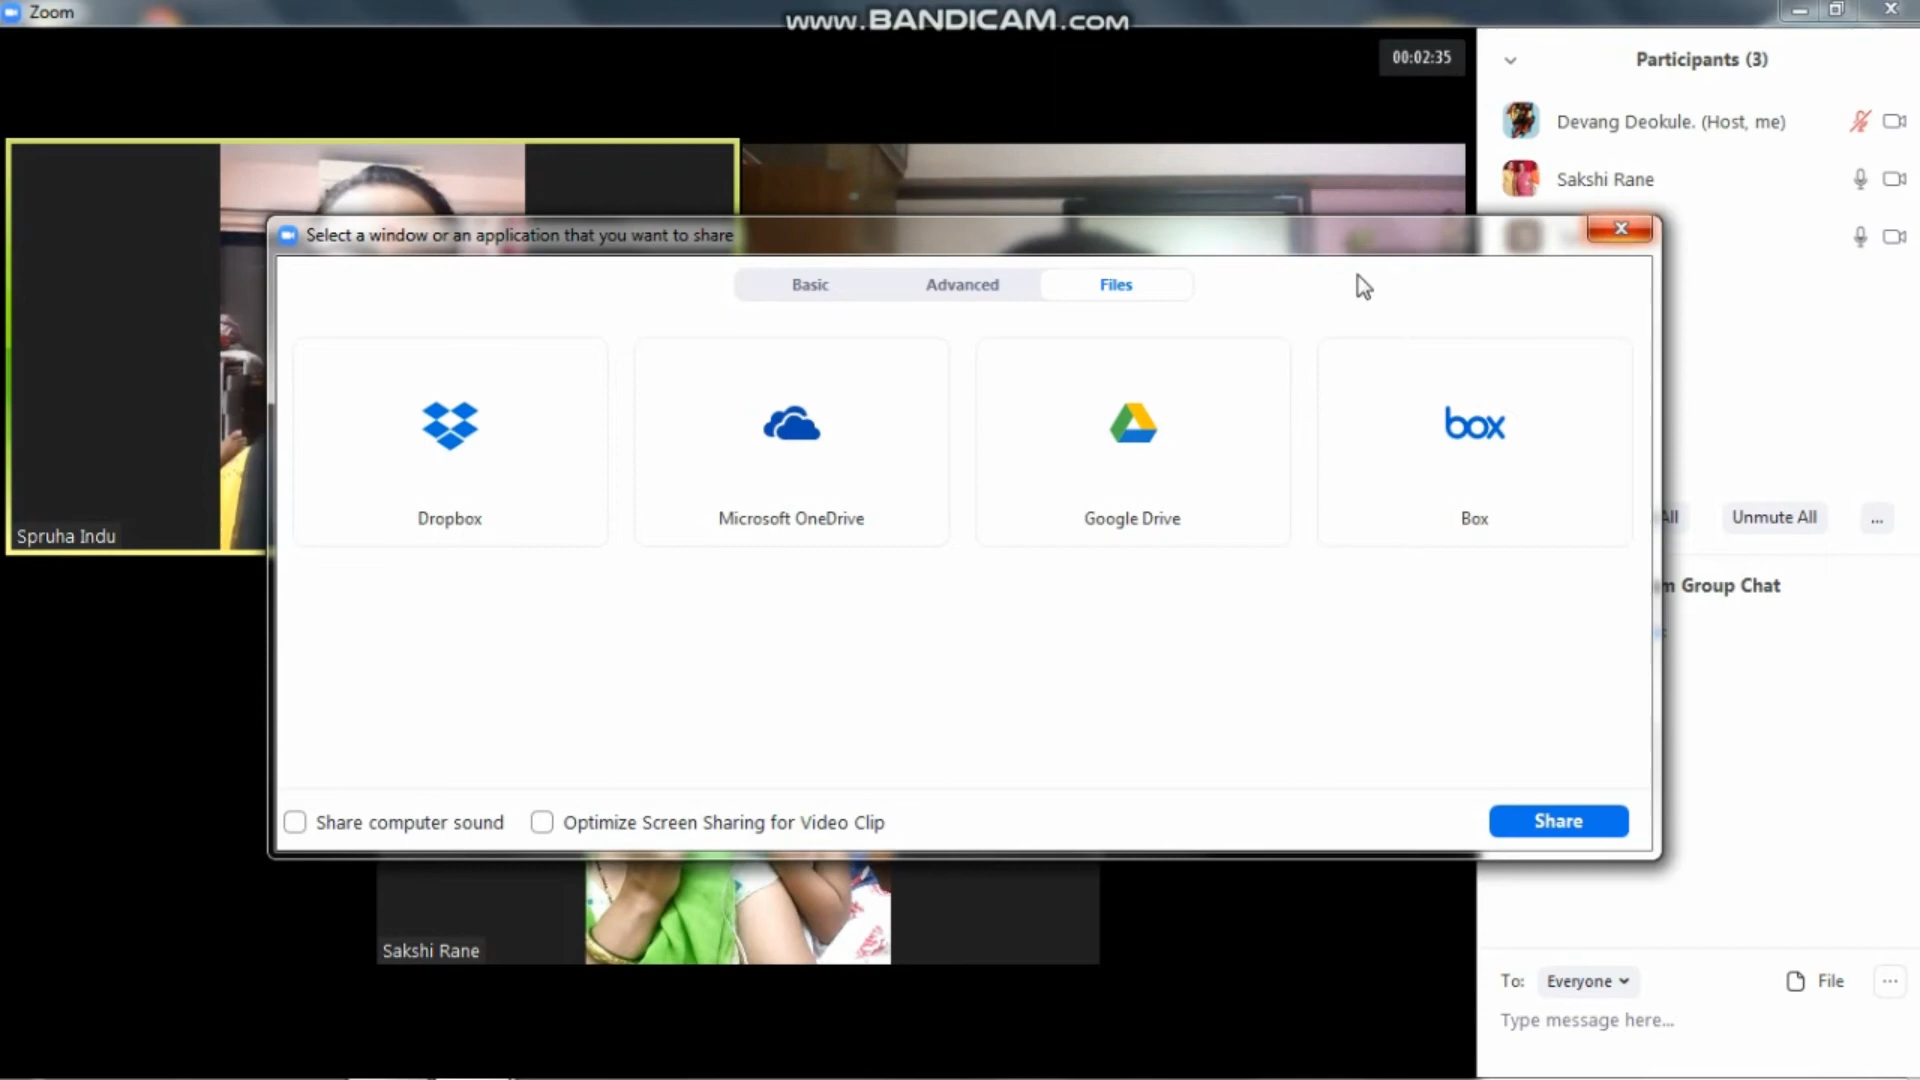 Zoom
www.BANDICAM.com
00:02:35
Participants (3)
Devang Deokule. (Host, me)
Sakshi Rane
Select a window or an application that you want to share
Basic
Advanced
Files
Dropbox
Microsoft OneDrive
Google Drive
box
Box
Spruha Indu
All
Unmute All
...
m Group Chat
Share computer sound
Optimize Screen Sharing for Video Clip
Share
Sakshi Rane
To: Everyone
File
...
Type message here...